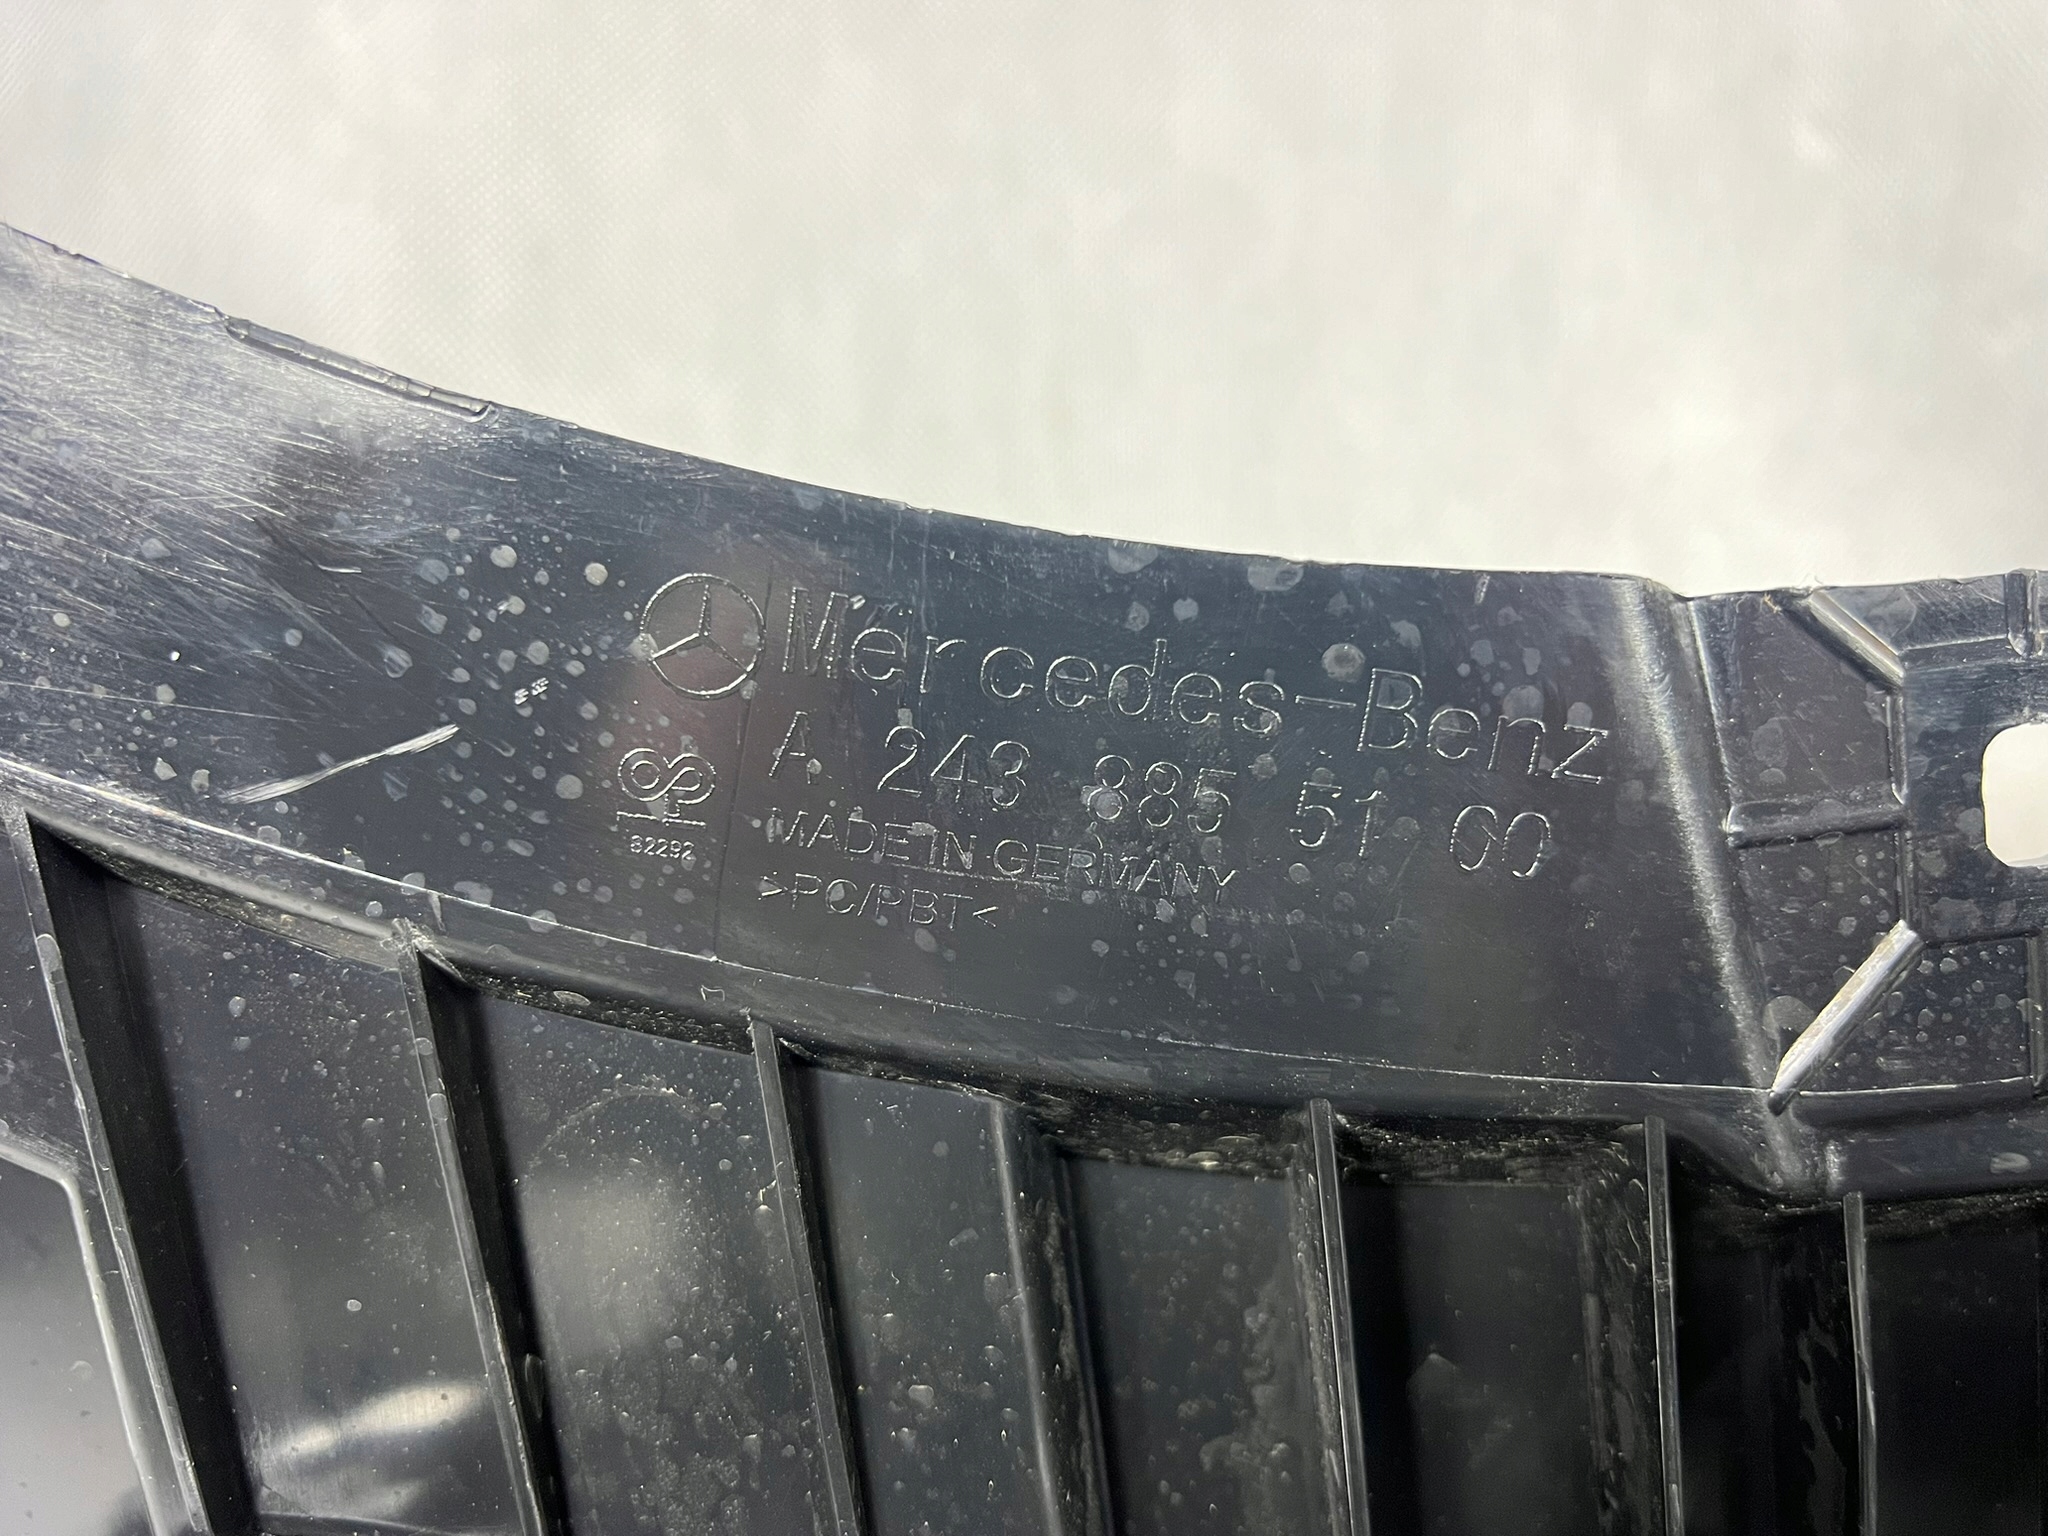 Mercedes-Benz
A 243 885 51 00
MADE IN GERMANY
>PC/PBT<
82292